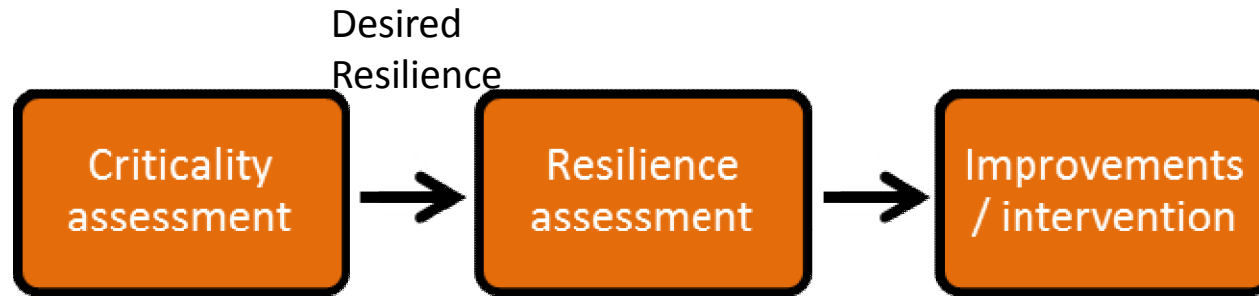 Desired
Resilience
Criticality
assessment
Resilience
assessment
Improvements
/ intervention